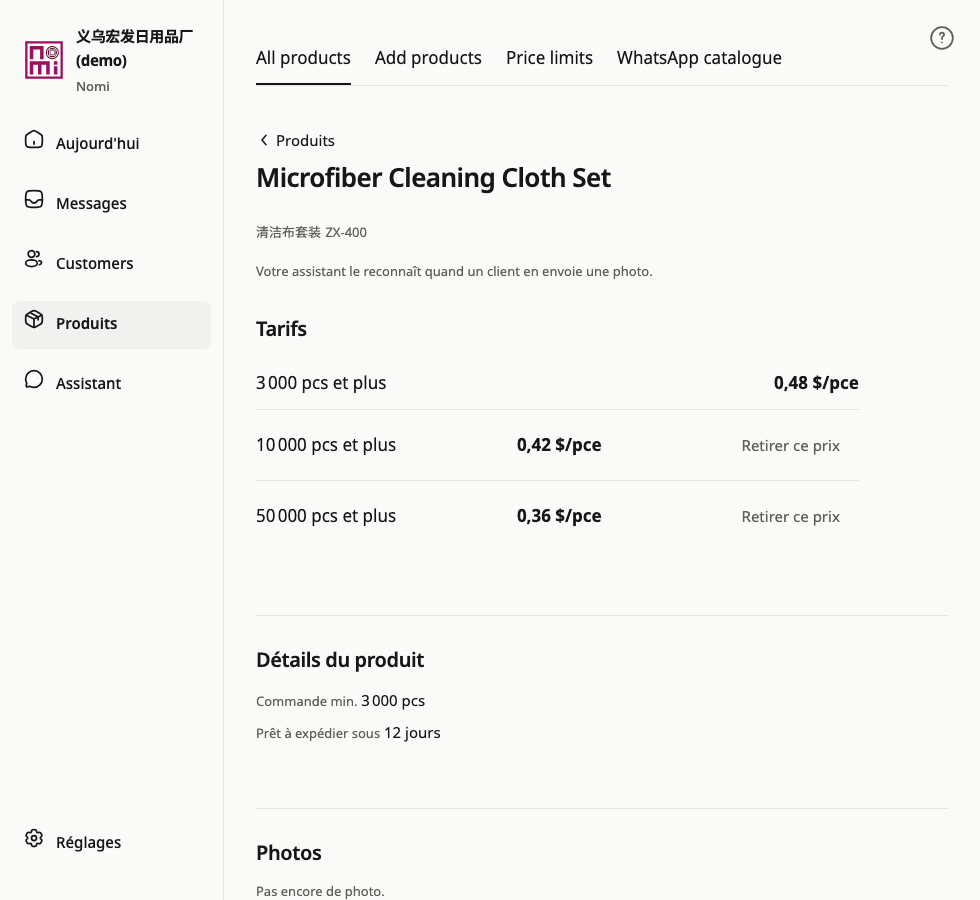 义乌宏发日用品厂
(demo)
Nomi
Aujourd'hui
Messages
Customers
Produits
Assistant
Réglages
All products
Add products
Price limits
WhatsApp catalogue
Produits
Microfiber Cleaning Cloth Set
清洁布套装 ZX-400
Votre assistant le reconnaît quand un client en envoie une photo.
Tarifs
3 000 pcs et plus 0,48 $/pce
10 000 pcs et plus 0,42 $/pce Retirer ce prix
50 000 pcs et plus 0,36 $/pce Retirer ce prix
Détails du produit
Commande min. 3 000 pcs
Prêt à expédier sous 12 jours
Photos
Pas encore de photo.